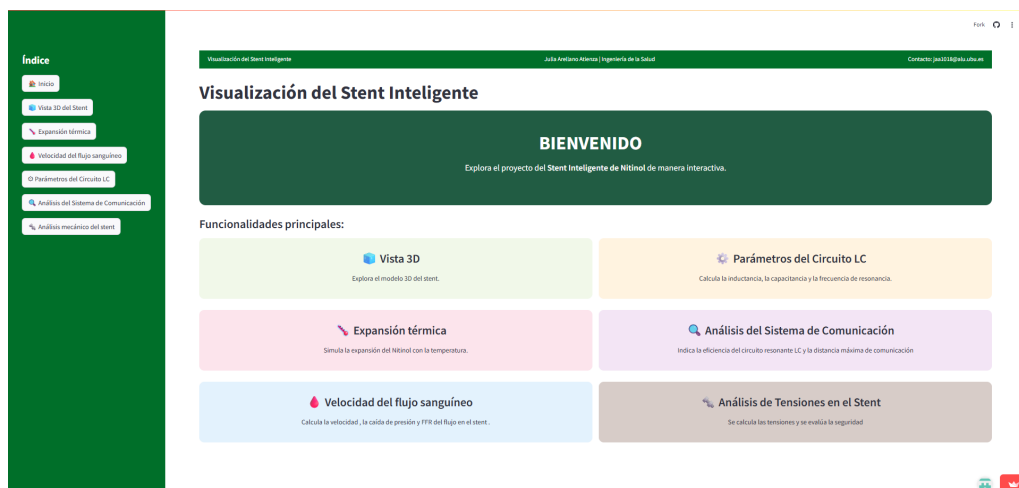 Fork
Índice
Inicio
Vista 3D del Stent
Expansión térmica
Velocidad del flujo sanguíneo
Parámetros del Circuito LC
Análisis del Sistema de Comunicación
Análisis mecánico del stent
Visualización del Stent Inteligente
Julia Arellano Atienza | Ingeniería de la Salud
Contacto: jaa1018@alu.ubu.es
Visualización del Stent Inteligente
BIENVENIDO
Explora el proyecto del Stent Inteligente de Nitinol de manera interactiva.
Funcionalidades principales:
Vista 3D
Explora el modelo 3D del stent.
Parámetros del Circuito LC
Calcula la inductancia, la capacitancia y la frecuencia de resonancia.
Expansión térmica
Simula la expansión del Nitinol con la temperatura.
Análisis del Sistema de Comunicación
Indica la eficiencia del circuito resonante LC y la distancia máxima de comunicación
Velocidad del flujo sanguíneo
Calcula la velocidad , la caída de presión y FFR del flujo en el stent .
Análisis de Tensiones en el Stent
Se calcula las tensiones y se evalúa la seguridad